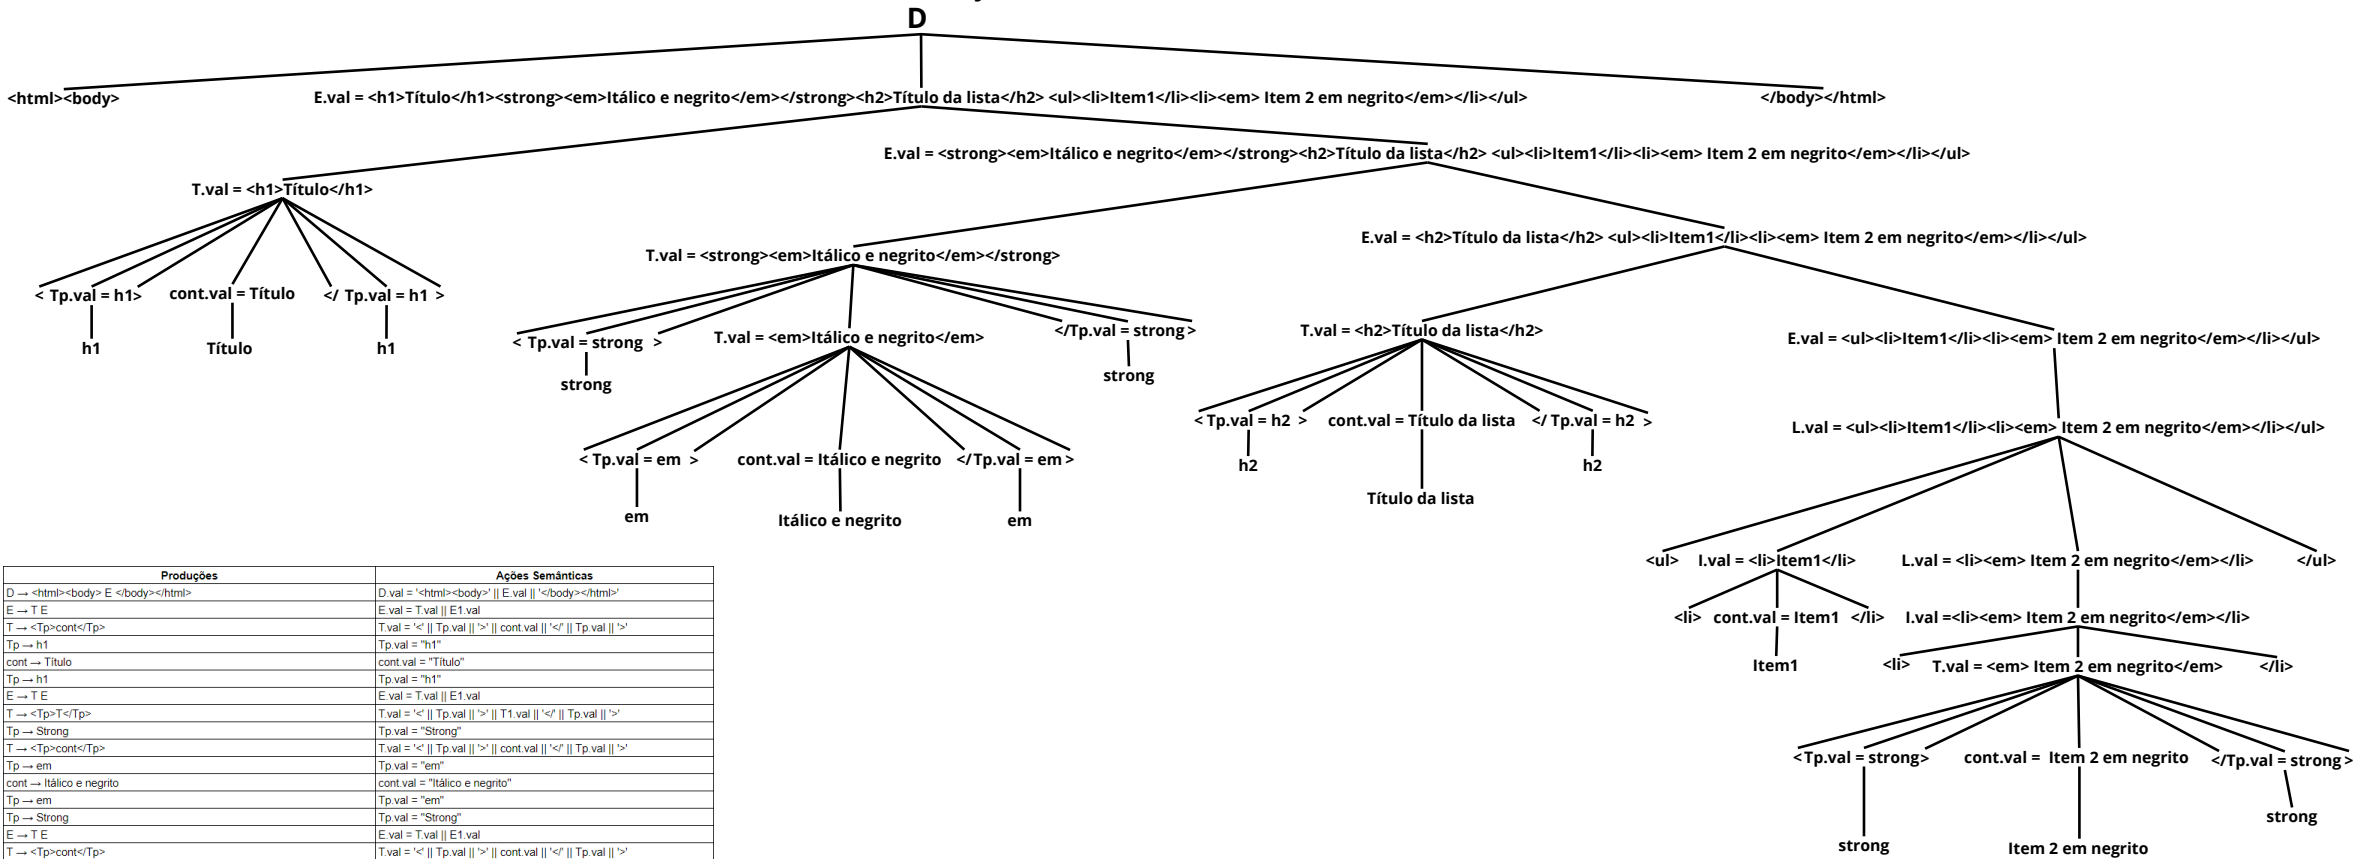 D
<html><body>
E.val = <h1>Título</h1><strong><em>Itálico e negrito</em></strong><h2>Título da lista</h2> <ul><li>Item1</li><li><em> Item 2 em negrito</em></li></ul>
</body></html>
E.val = <strong><em>Itálico e negrito</em></strong><h2>Título da lista</h2> <ul><li>Item1</li><li><em> Item 2 em negrito</em></li></ul>
T.val = <h1>Título</h1>
E.val = <h2>Título da lista</h2> <ul><li>Item1</li><li><em> Item 2 em negrito</em></li></ul>
T.val = <strong><em>Itálico e negrito</em></strong>
< Tp.val = h1>
cont.val = Título
</ Tp.val = h1 >
h1
Título
h1
< Tp.val = strong >
T.val = <em>Itálico e negrito</em>
</Tp.val = strong >
strong
strong
T.val = <h2>Título da lista</h2>
E.val = <ul><li>Item1</li><li><em> Item 2 em negrito</em></li></ul>
< Tp.val = em >
cont.val = Itálico e negrito
</Tp.val = em >
em
Itálico e negrito
em
< Tp.val = h2 >
cont.val = Título da lista
</ Tp.val = h2 >
h2
h2
Título da lista
L.val = <ul><li>Item1</li><li><em> Item 2 em negrito</em></li></ul>
<ul>
I.val = <li>Item1</li>
L.val = <li><em> Item 2 em negrito</em></li>
</ul>
<li>
cont.val = Item1
</li>
I.val =<li><em> Item 2 em negrito</em></li>
Item1
<li>
T.val = <em> Item 2 em negrito</em>
</li>
<Tp.val = strong>
cont.val = Item 2 em negrito
</Tp.val = strong >
strong
Item 2 em negrito
strong
Produções | Ações Semânticas
D → <html><body> E </body></html> | D.val = '<html><body>' || E.val || '</body></html>'
E → T E | E.val = T.val || E1.val
T → <Tp>cont</Tp> | T.val = '<' || Tp.val || '>' || cont.val || '</' || Tp.val || '>'
Tp → h1 | Tp.val = "h1"
cont → Título | cont.val = "Título"
Tp → h1 | Tp.val = "h1"
E → T E | E.val = T.val || E1.val
T → <Tp>T</Tp> | T.val = '<' || Tp.val || '>' || T1.val || '</' || Tp.val || '>'
Tp → Strong | Tp.val = "Strong"
T → <Tp>cont</Tp> | T.val = '<' || Tp.val || '>' || cont.val || '</' || Tp.val || '>'
Tp → em | Tp.val = "em"
cont → Itálico e negrito | cont.val = "Itálico e negrito"
Tp → em | Tp.val = "em"
Tp → Strong | Tp.val = "Strong"
E → T E | E.val = T.val || E1.val
T → <Tp>cont</Tp> | T.val = '<' || Tp.val || '>' || cont.val || '</' || Tp.val || '>'